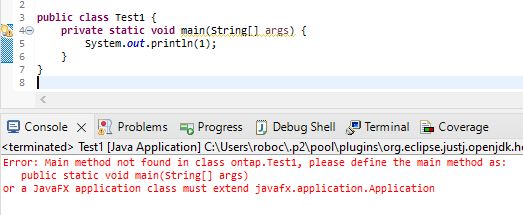 2
3 public class Test1 {
4 private static void main(String[] args) {
5 System.out.println(1);
6 }
7 }
8
Console Problems Progress Debug Shell Terminal Coverage
<terminated> Test1 [Java Application] C:\Users\roboc\.p2\pool\plugins\org.eclipse.justj.openjdk.ho
Error: Main method not found in class ontap.Test1, please define the main method as:
public static void main(String[] args)
or a JavaFX application class must extend javafx.application.Application